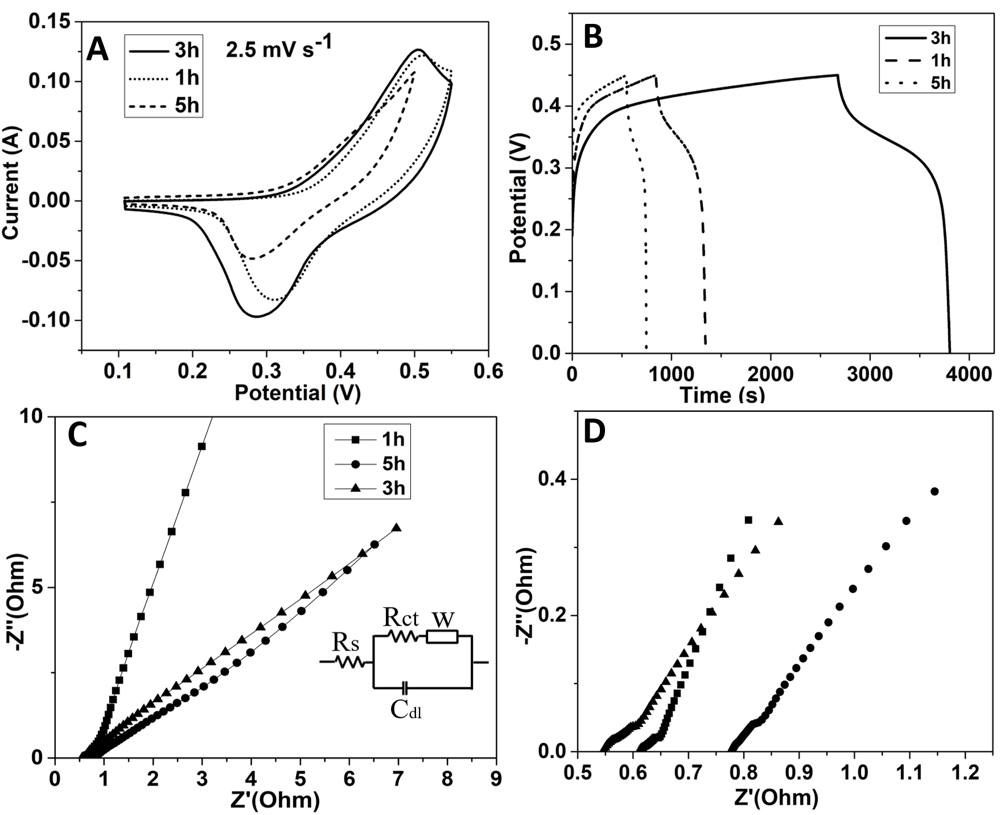 A
3h
1h
5h
2.5 mV s-1
0.15
0.10
0.05
0.00
-0.05
-0.10
Current (A)
0.1 0.2 0.3 0.4 0.5 0.6
Potential (V)
B
3h
1h
5h
0.5
0.4
0.3
0.2
0.1
0.0
Potential (V)
0 1000 2000 3000 4000
Time (s)
C
1h
5h
3h
10
5
0
-Z''(Ohm)
Rs
Rct
W
Cdl
0 1 2 3 4 5 6 7 8 9
Z'(Ohm)
D
0.4
0.2
0.0
-Z''(Ohm)
0.5 0.6 0.7 0.8 0.9 1.0 1.1 1.2
Z'(Ohm)